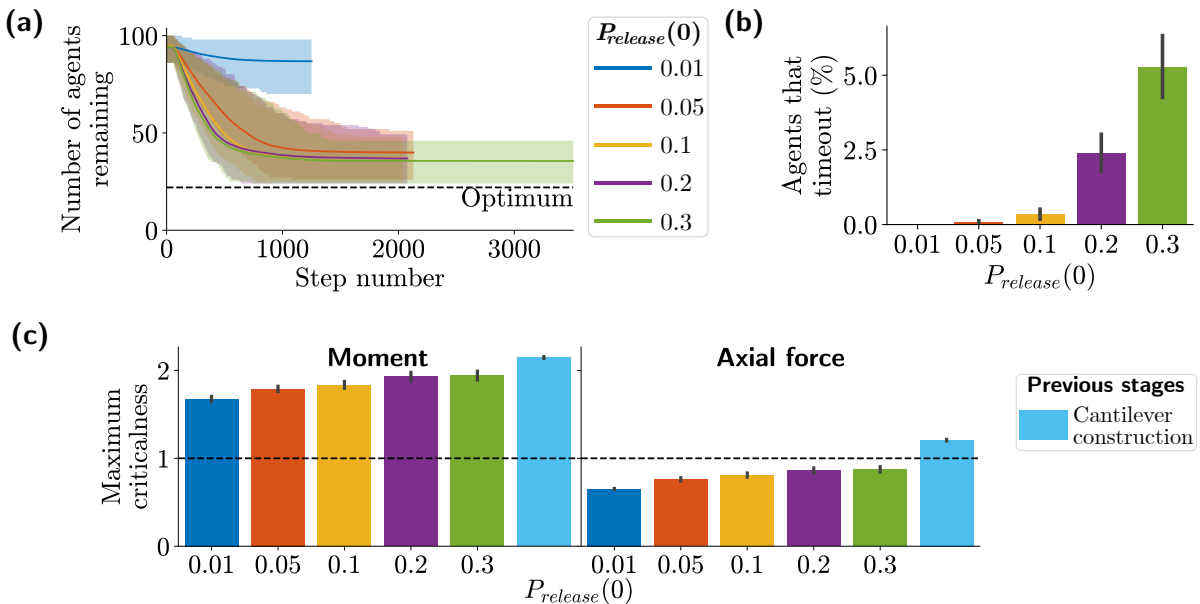 (a)
100
50
0
Number of agents
remaining
0
1000
2000
3000
Step number
Optimum
P_release(0)
0.01
0.05
0.1
0.2
0.3
(b)
5.0
2.5
0.0
Agents that
timeout (%)
0.01 0.05 0.1 0.2 0.3
P_release(0)
(c)
Moment
Axial force
2
1
0
Maximum
criticalness
0.01 0.05 0.1 0.2 0.3
0.01 0.05 0.1 0.2 0.3
P_release(0)
Previous stages
Cantilever
construction